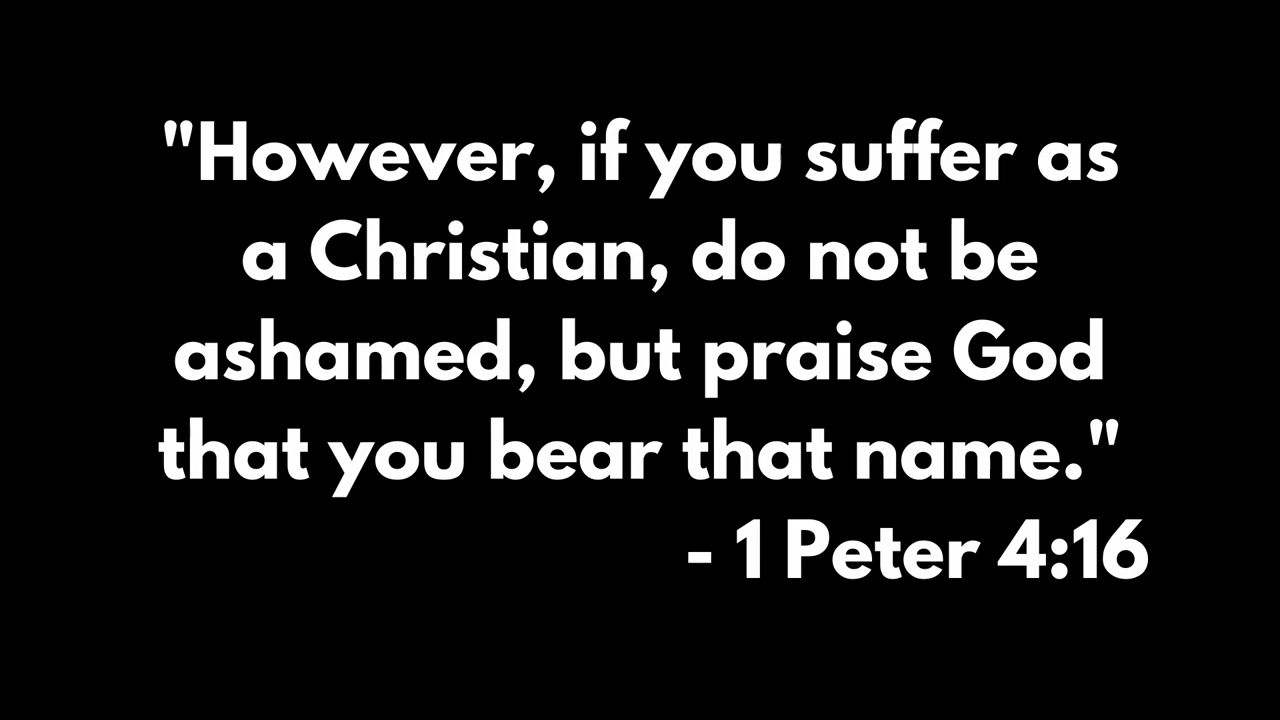 "However, if you suffer as
a Christian, do not be
ashamed, but praise God
that you bear that name."
- 1 Peter 4:16